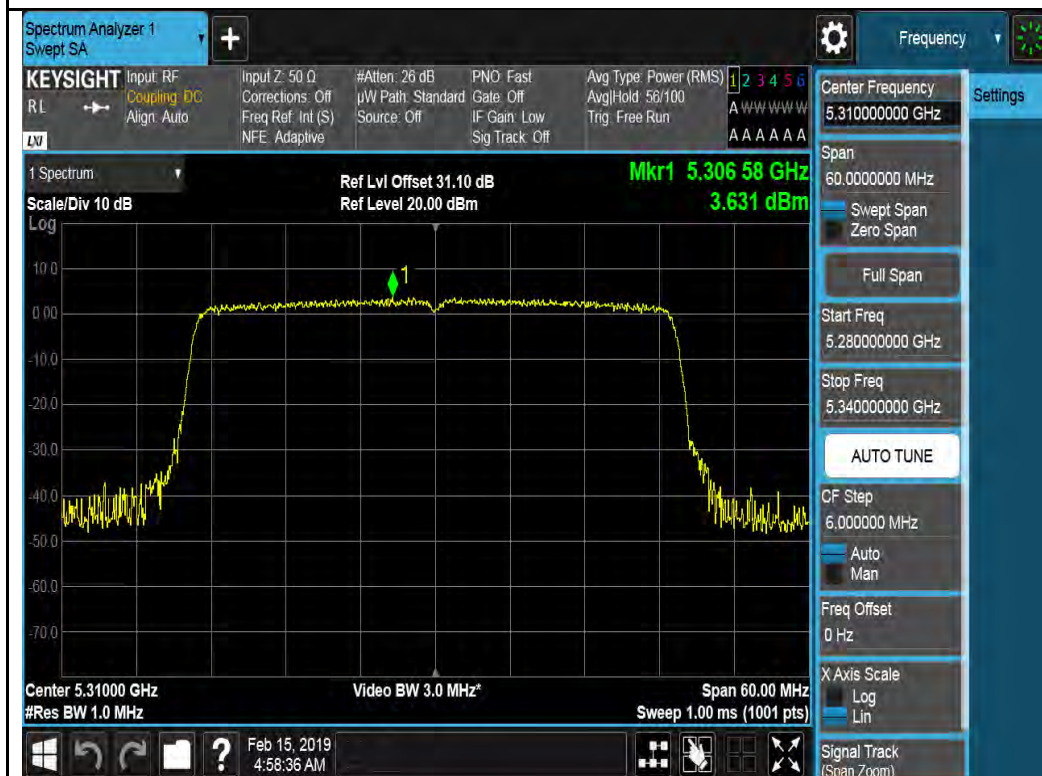 Spectrum Analyzer 1
Swept SA
+
Frequency
KEYSIGHT
RL
LXI
Input: RF
Coupling: DC
Align: Auto
Input Z: 50 Ω
Corrections: Off
Freq Ref: Int (S)
NFE: Adaptive
#Atten: 26 dB
µW Path: Standard
Source: Off
PNO: Fast
Gate: Off
IF Gain: Low
Sig Track: Off
Avg Type: Power (RMS)
Avg|Hold: 56/100
Trig: Free Run
1 2 3 4 5 6
A W W W W W
A A A A A A
1 Spectrum
Scale/Div 10 dB
Ref Lvl Offset 31.10 dB
Ref Level 20.00 dBm
Mkr1 5.306 58 GHz
3.631 dBm
Log
10.0
0.00
-10.0
-20.0
-30.0
-40.0
-50.0
-60.0
-70.0
1
Center 5.31000 GHz
#Res BW 1.0 MHz
Video BW 3.0 MHz*
Span 60.00 MHz
Sweep 1.00 ms (1001 pts)
?
Feb 15, 2019
4:58:36 AM
Center Frequency
5.310000000 GHz
Span
60.0000000 MHz
Swept Span
Zero Span
Full Span
Start Freq
5.280000000 GHz
Stop Freq
5.340000000 GHz
AUTO TUNE
CF Step
6.000000 MHz
Auto
Man
Freq Offset
0 Hz
X Axis Scale
Log
Lin
Signal Track
(Span Zoom)
Settings